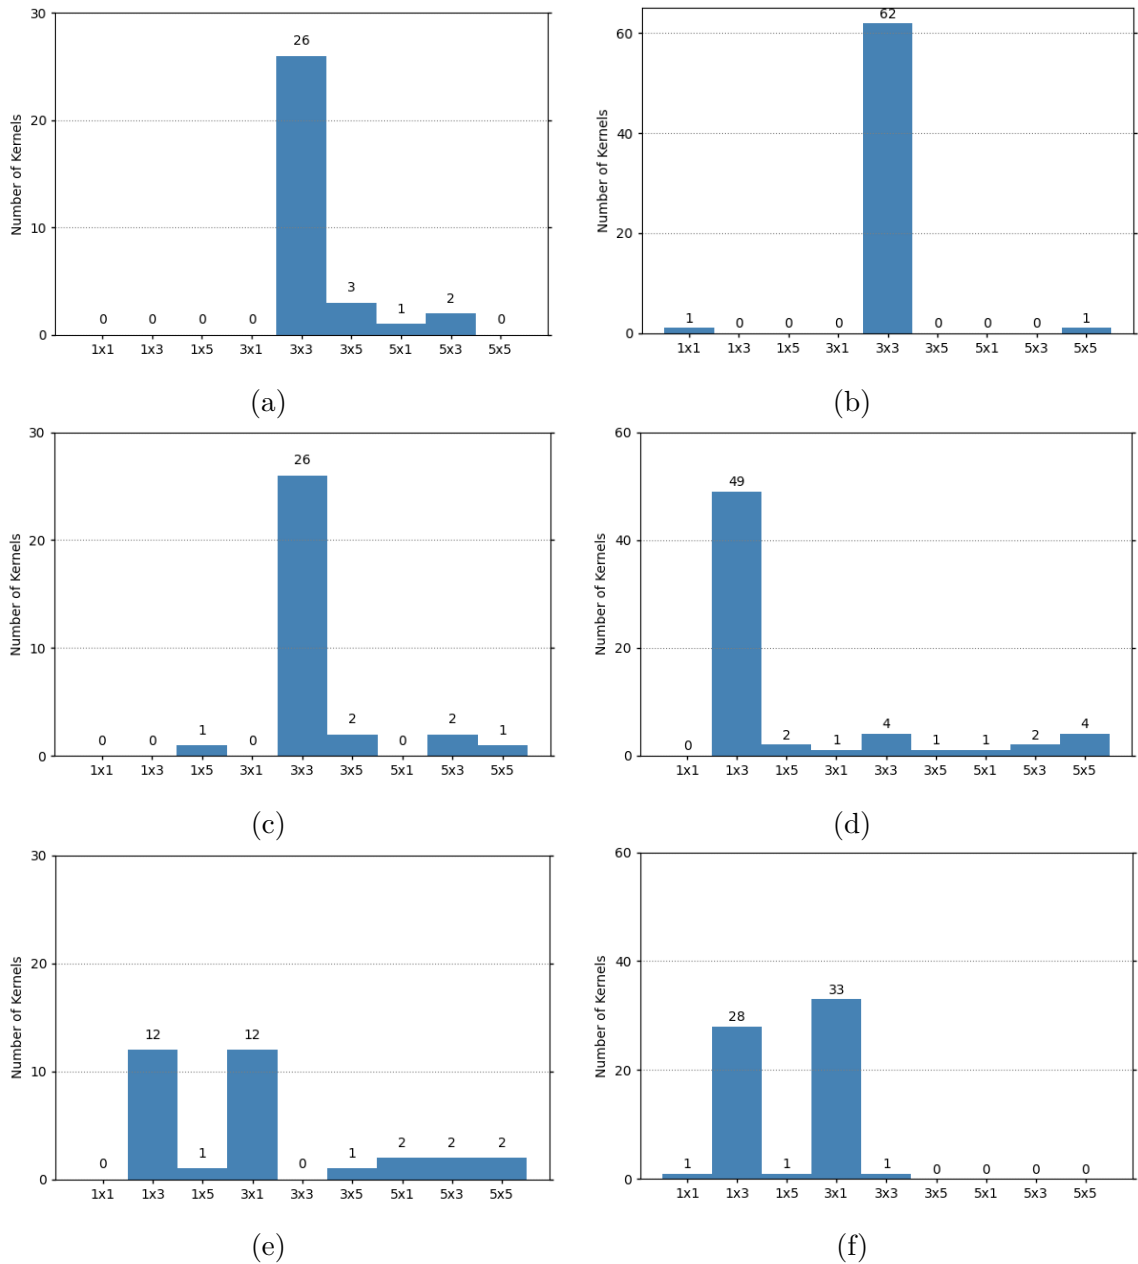 30
26
20
10
0
Number of Kernels
0 0 0 0 3 1 2 0
1x1 1x3 1x5 3x1 3x3 3x5 5x1 5x3 5x5
(a)
62
60
40
20
0
Number of Kernels
1 0 0 0 0 0 0 1
1x1 1x3 1x5 3x1 3x3 3x5 5x1 5x3 5x5
(b)
30
26
20
10
0
Number of Kernels
0 0 1 0 2 0 2 1
1x1 1x3 1x5 3x1 3x3 3x5 5x1 5x3 5x5
(c)
60
49
40
20
0
Number of Kernels
0 2 1 4 1 1 2 4
1x1 1x3 1x5 3x1 3x3 3x5 5x1 5x3 5x5
(d)
30
20
12 12
10
0
Number of Kernels
0 1 0 1 2 2 2
1x1 1x3 1x5 3x1 3x3 3x5 5x1 5x3 5x5
(e)
60
40
28 33
20
0
Number of Kernels
1 1 1 0 0 0 0
1x1 1x3 1x5 3x1 3x3 3x5 5x1 5x3 5x5
(f)